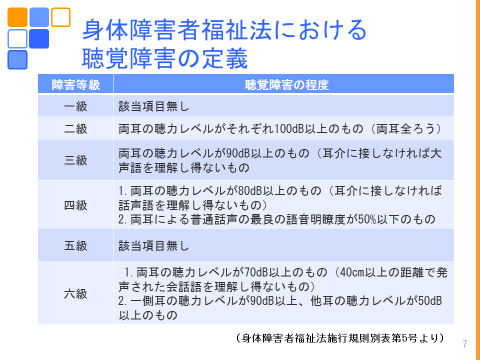 身体障害者福祉法における
聴覚障害の定義
障害等級 聴覚障害の程度
一級 該当項目無し
二級 両耳の聴力レベルがそれぞれ100dB以上のもの（両耳全ろう）
三級 両耳の聴力レベルが90dB以上のもの（耳介に接しなければ大
声語を理解し得ないもの
四級 1.両耳の聴力レベルが80dB以上のもの（耳介に接しなければ
話声語を理解し得ないもの）
2.両耳による普通話声の最良の語音明瞭度が50%以下のもの
五級 該当項目無し
六級 1.両耳の聴力レベルが70dB以上のもの（40cm以上の距離で発
声された会話語を理解し得ないもの）
2.一側耳の聴力レベルが90dB以上、他耳の聴力レベルが50dB
以上のもの
（身体障害者福祉法施行規則別表第5号より）
7